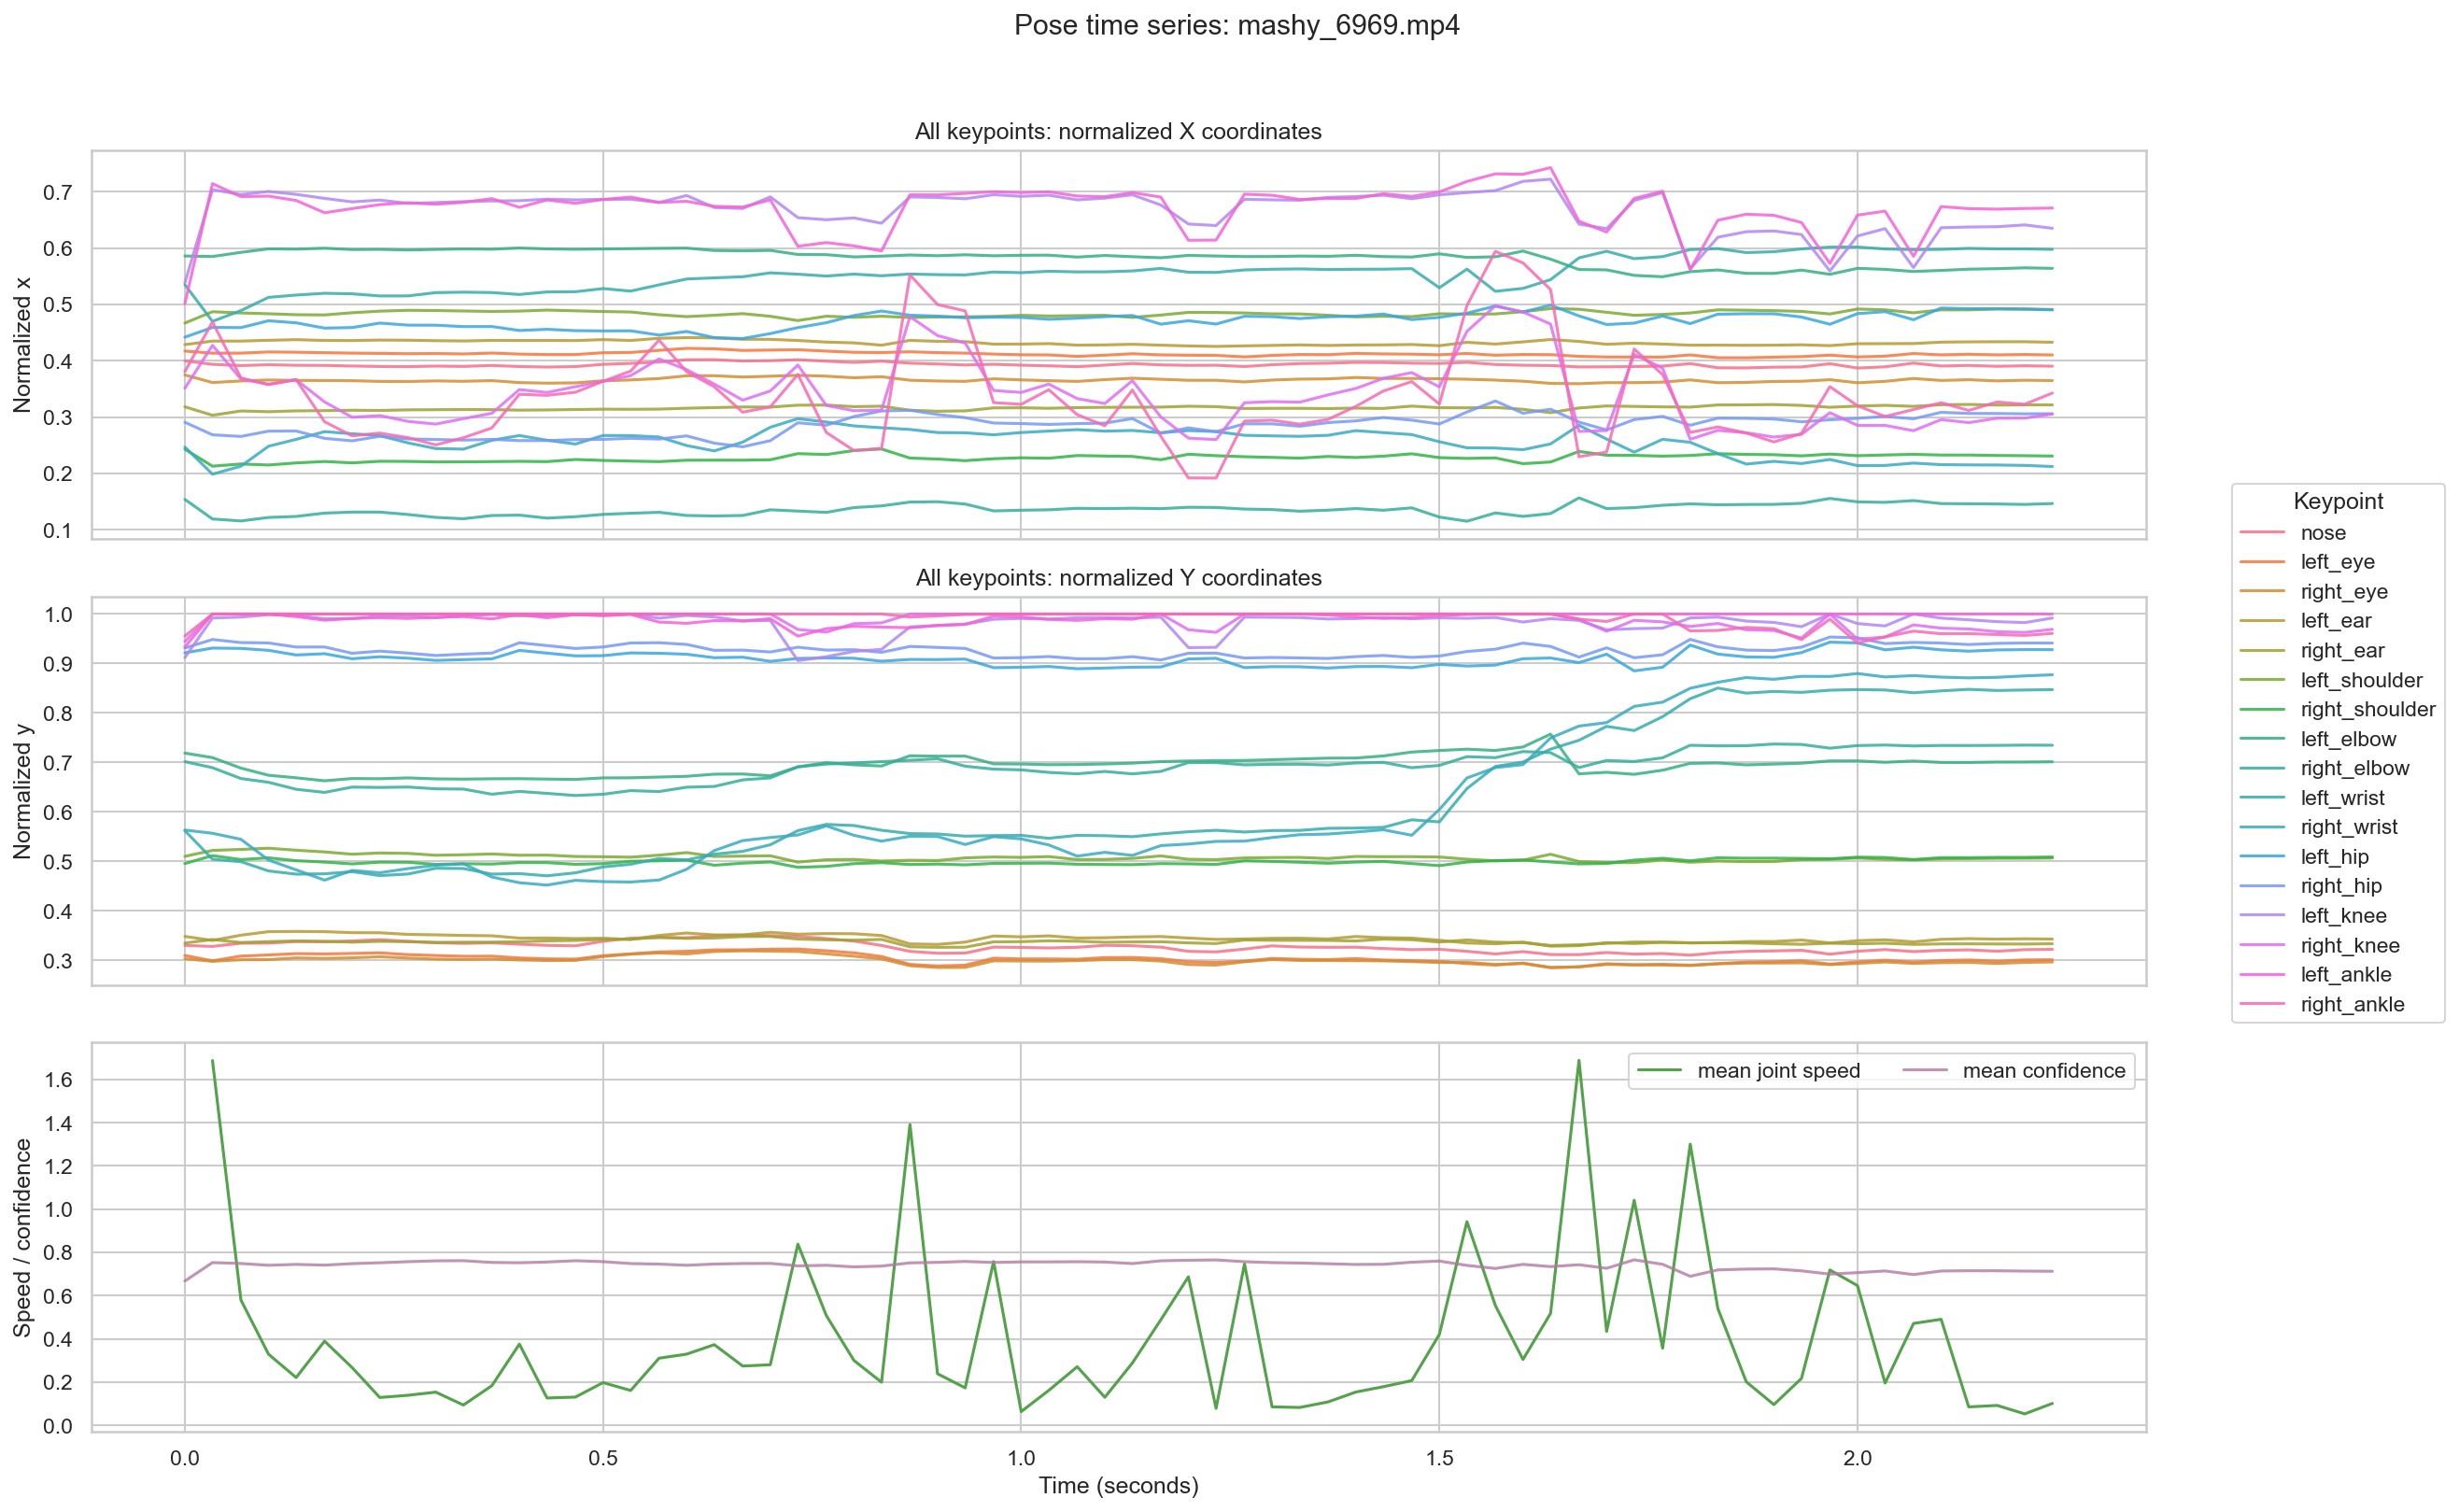 Pose time series: mashy_6969.mp4
All keypoints: normalized X coordinates
Normalized x
0.7
0.6
0.5
0.4
0.3
0.2
0.1
All keypoints: normalized Y coordinates
Normalized y
1.0
0.9
0.8
0.7
0.6
0.5
0.4
0.3
Keypoint
nose
left_eye
right_eye
left_ear
right_ear
left_shoulder
right_shoulder
left_elbow
right_elbow
left_wrist
right_wrist
left_hip
right_hip
left_knee
right_knee
left_ankle
right_ankle
mean joint speed mean confidence
Speed / confidence
1.6
1.4
1.2
1.0
0.8
0.6
0.4
0.2
0.0
0.0 0.5 1.0 1.5 2.0
Time (seconds)